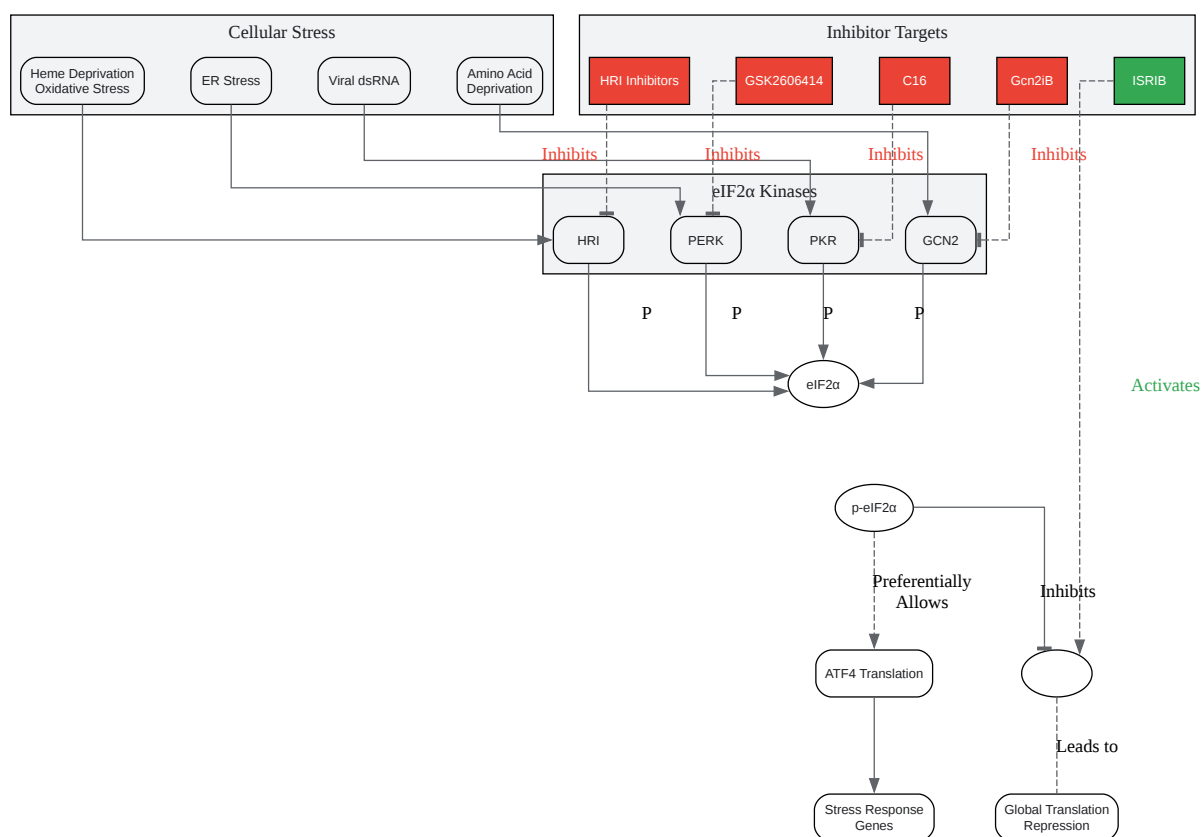 Cellular Stress
Inhibitor Targets
Heme Deprivation
Oxidative Stress
ER Stress
Viral dsRNA
Amino Acid
Deprivation
HRI Inhibitors
GSK2606414
C16
Gcn2iB
ISRIB
Inhibits
Inhibits
Inhibits
Inhibits
eIF2α Kinases
HRI
PERK
PKR
GCN2
P
P
P
P
eIF2α
Activates
p-eIF2α
Preferentially
Allows
Inhibits
ATF4 Translation
Leads to
Stress Response
Genes
Global Translation
Repression